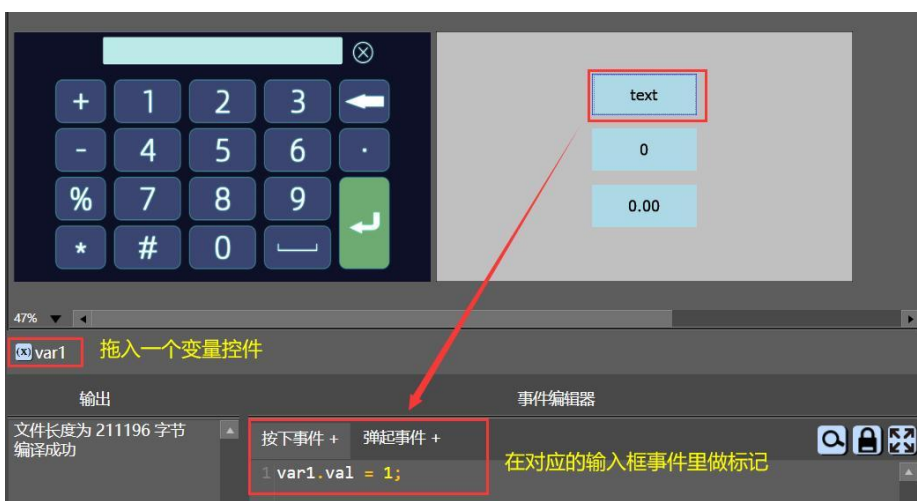 + 1 2 3
- 4 5 6 .
% 7 8 9
* # 0
text
0
0.00
47%
(x) var1 拖入一个变量控件
输出
事件编辑器
文件长度为 211196 字节
编译成功
按下事件 + 弹起事件 +
1 var1.val = 1;
在对应的输入框事件里做标记